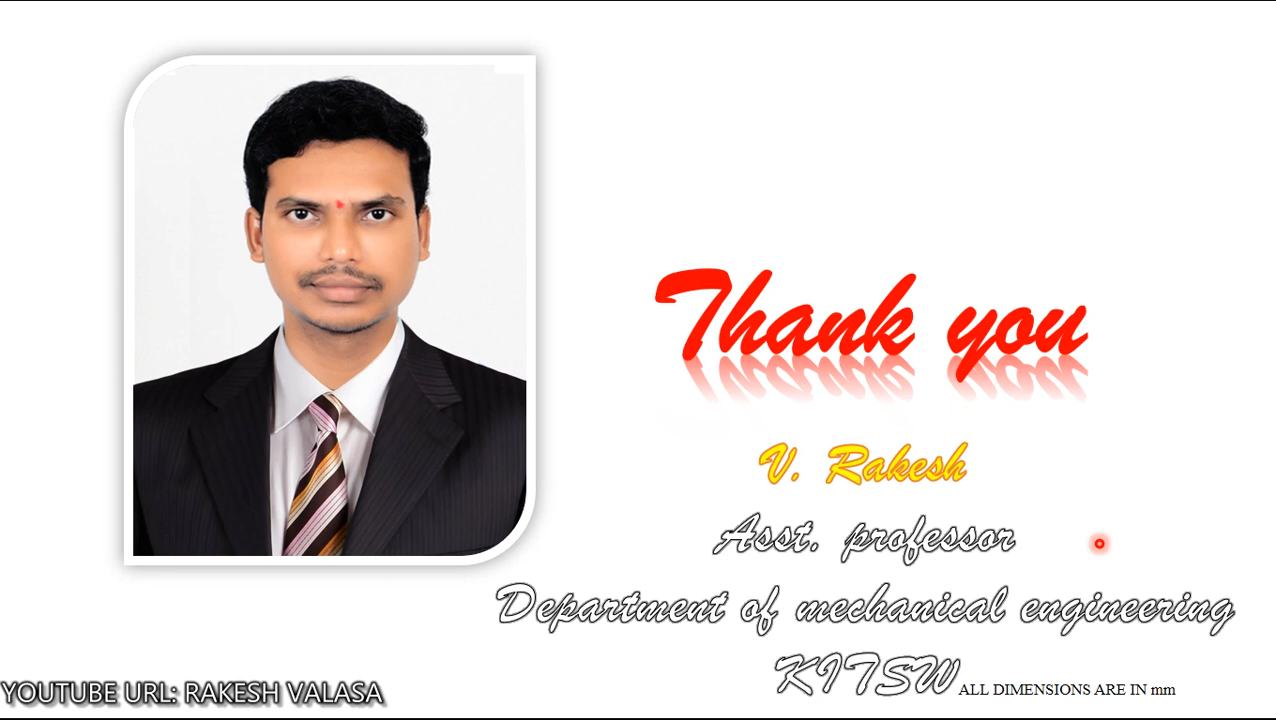 Thank you
V. Rakesh
Asst. professor
Department of mechanical engineering
KITSW
ALL DIMENSIONS ARE IN mm
YOUTUBE URL: RAKESH VALASA